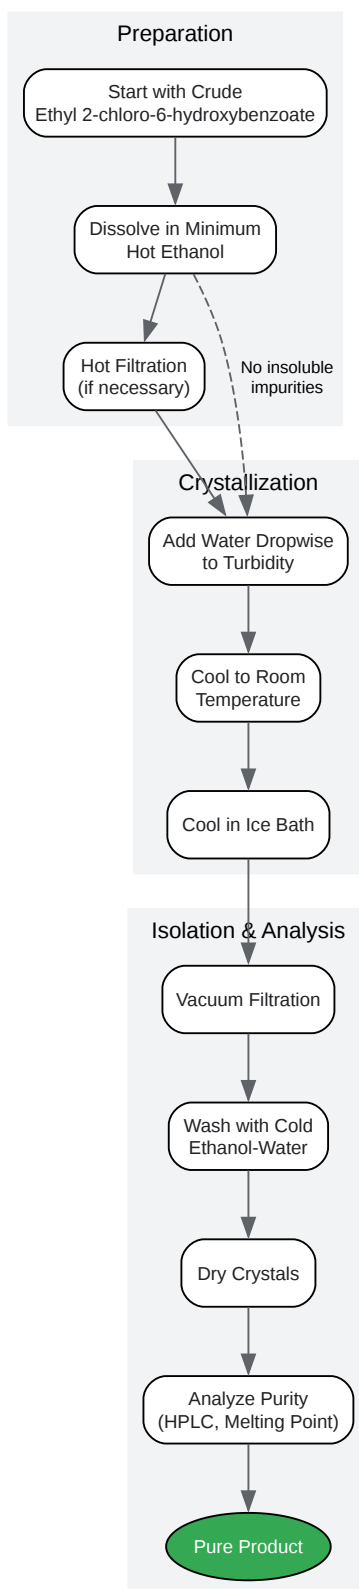 Preparation
Start with Crude
Ethyl 2-chloro-6-hydroxybenzoate
Dissolve in Minimum
Hot Ethanol
Hot Filtration
(if necessary)
No insoluble
impurities
Crystallization
Add Water Dropwise
to Turbidity
Cool to Room
Temperature
Cool in Ice Bath
Isolation & Analysis
Vacuum Filtration
Wash with Cold
Ethanol-Water
Dry Crystals
Analyze Purity
(HPLC, Melting Point)
Pure Product